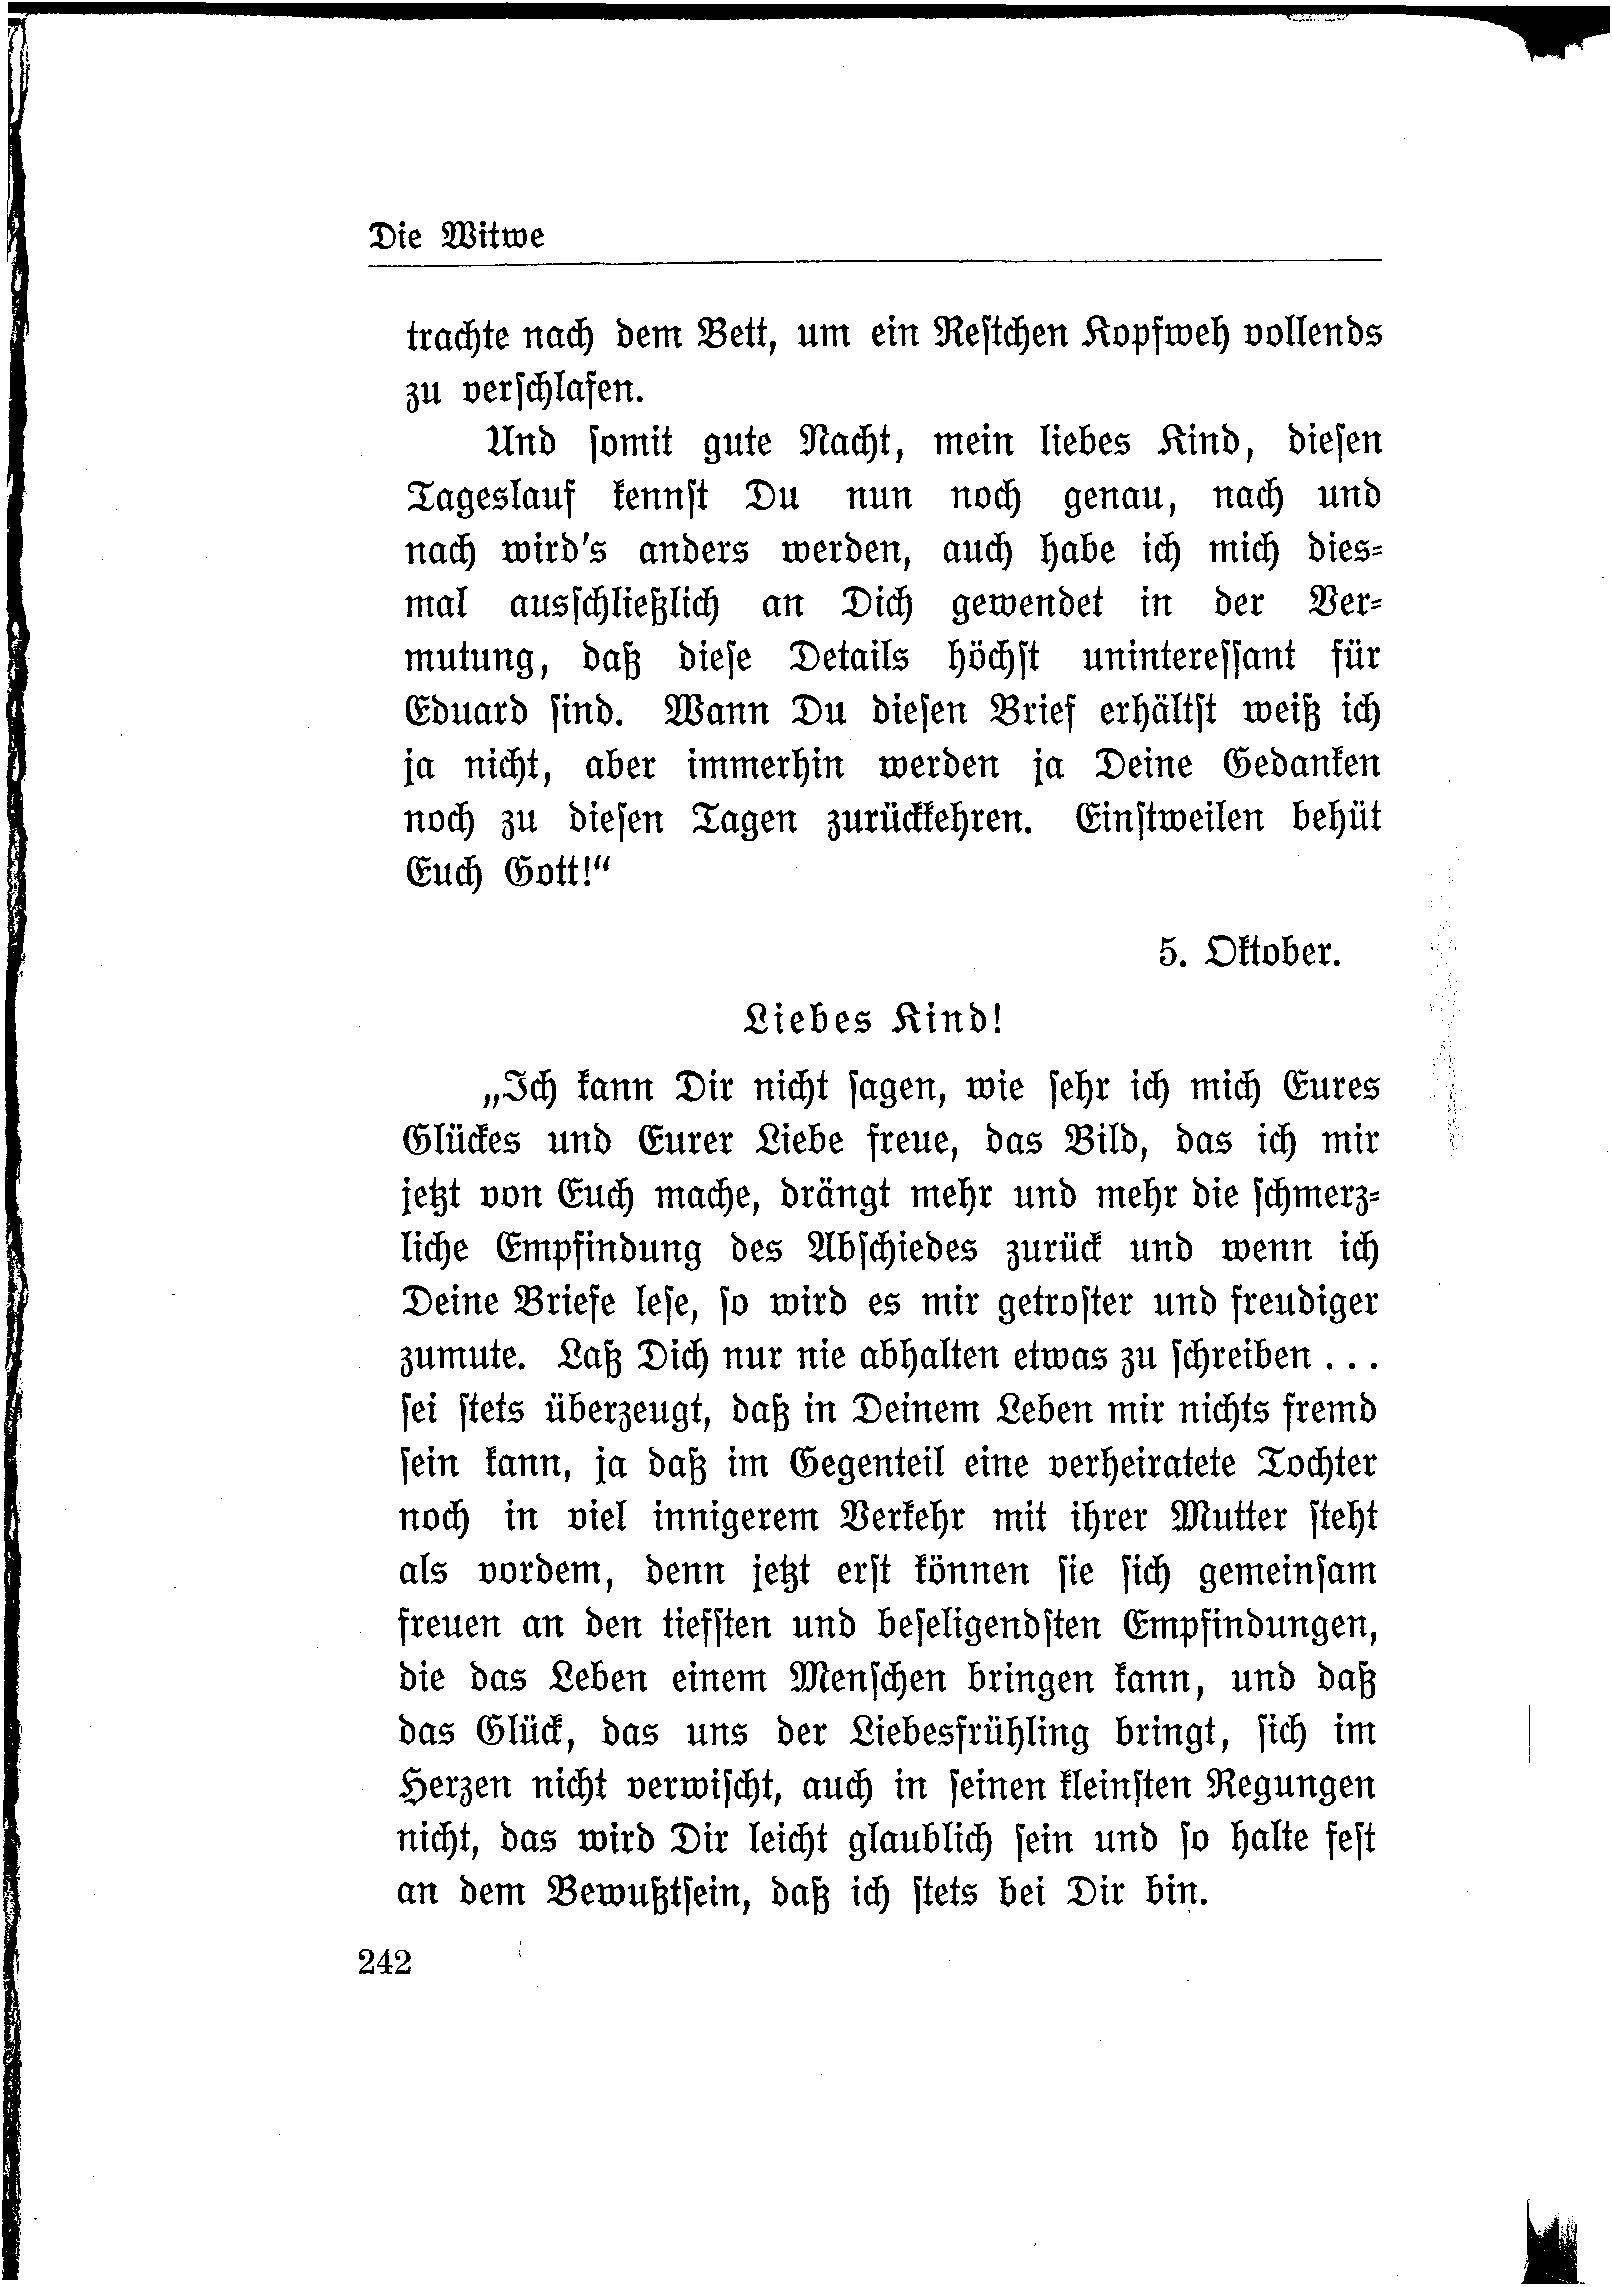 Die Witwe
trachte nach dem Bett, um ein Restchen Kopfweh vollends
zu verschlafen.
Und somit gute Nacht, mein liebes Kind, diesen
Tageslauf kennst Du nun noch genau, nach und
nach wird's anders werden, auch habe ich mich dies-
mal ausschließlich an Dich gewendet in der Ver-
mutung, daß diese Details höchst uninteressant für
Eduard sind. Wann Du diesen Brief erhältst weiß ich
ja nicht, aber immerhin werden ja Deine Gedanken
noch zu diesen Tagen zurückkehren. Einstweilen behüt
Euch Gott!“
5. Oktober.
Liebes Kind!
„Ich kann Dir nicht sagen, wie sehr ich mich Eures
Glückes und Eurer Liebe freue, das Bild, das ich mir
jetzt von Euch mache, drängt mehr und mehr die schmerz-
liche Empfindung des Abschiedes zurück und wenn ich
Deine Briefe lese, so wird es mir getroster und freudiger
zumute. Laß Dich nur nie abhalten etwas zu schreiben . . .
sei stets überzeugt, daß in Deinem Leben mir nichts fremd
sein kann, ja daß im Gegenteil eine verheiratete Tochter
noch in viel innigerem Verkehr mit ihrer Mutter steht
als vordem, denn jetzt erst können sie sich gemeinsam
freuen an den tiefsten und beseligendsten Empfindungen,
die das Leben einem Menschen bringen kann, und daß
das Glück, das uns der Liebesfrühling bringt, sich im
Herzen nicht verwischt, auch in seinen kleinsten Regungen
nicht, das wird Dir leicht glaublich sein und so halte fest
an dem Bewußtsein, daß ich stets bei Dir bin.
242